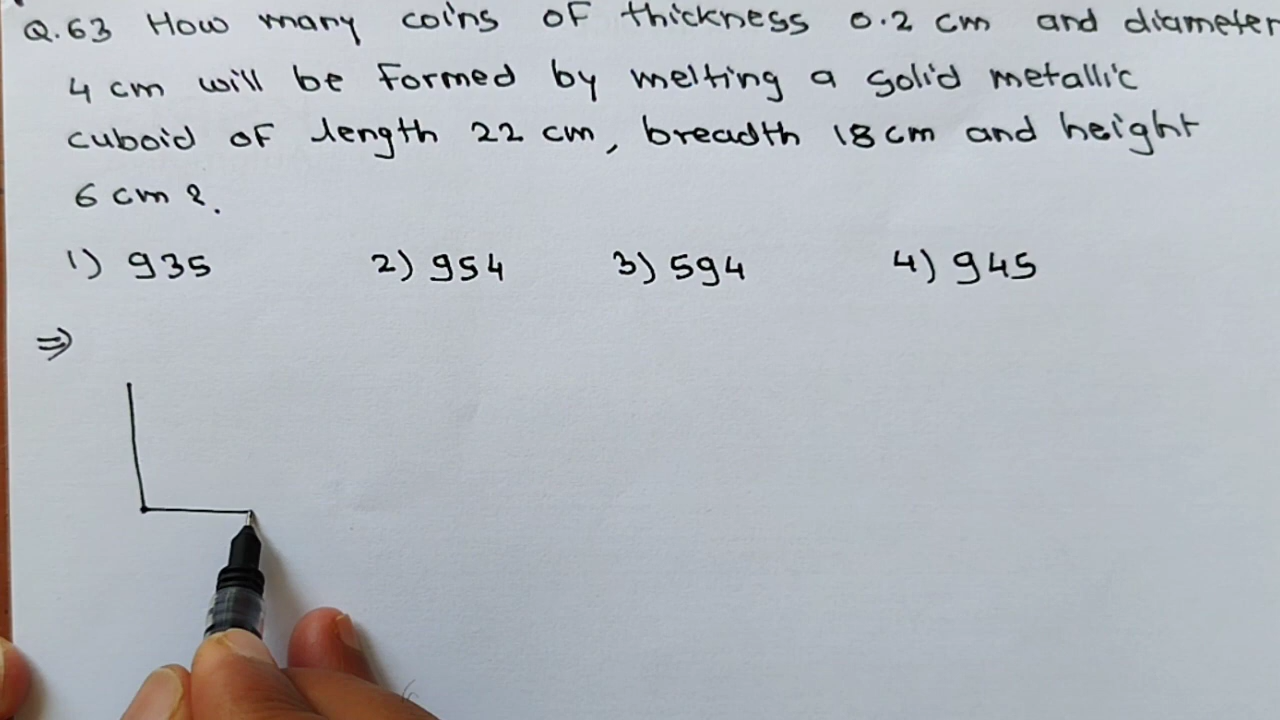 Q.63 How many coins of thickness 0.2 cm and diameter
4 cm will be formed by melting a solid metallic
cuboid of length 22 cm, breadth 18 cm and height
6 cm ?.
1) 935 2) 954 3) 594 4) 945
⇒